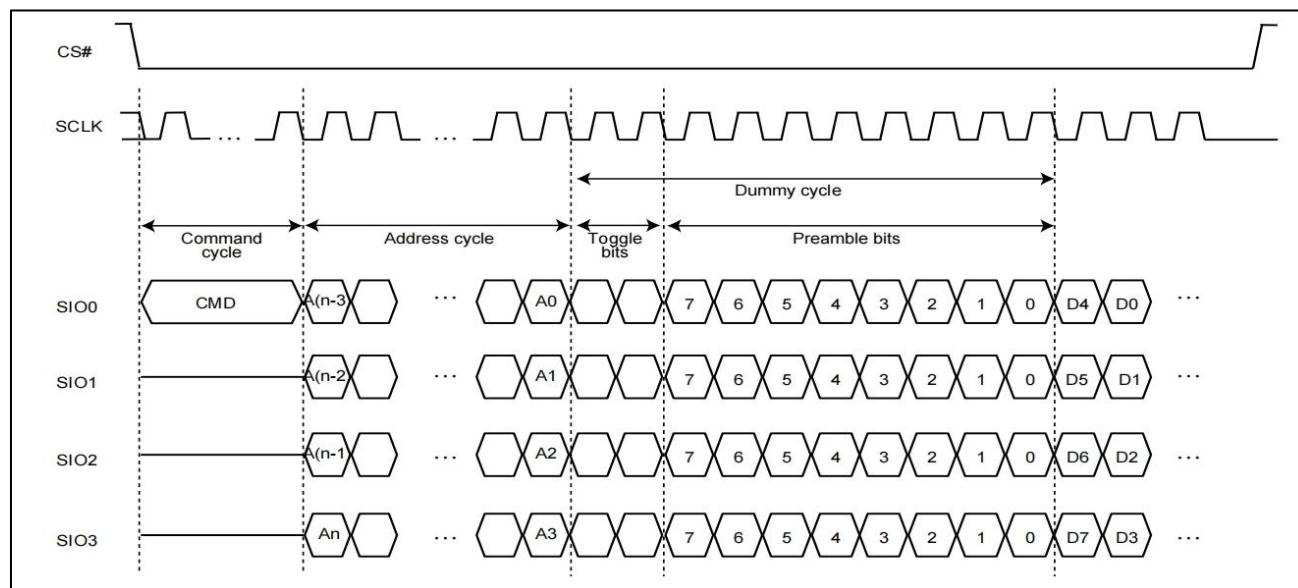 CS#
SCLK ... ...
Dummy cycle
Command cycle Address cycle Toggle bits Preamble bits
SIO0 CMD A(n-3) ... A0 7 6 5 4 3 2 1 0 D4 D0 ...
SIO1 A(n-2) ... A1 7 6 5 4 3 2 1 0 D5 D1 ...
SIO2 A(n-1 ... A2 7 6 5 4 3 2 1 0 D6 D2 ...
SIO3 An ... A3 7 6 5 4 3 2 1 0 D7 D3 ...